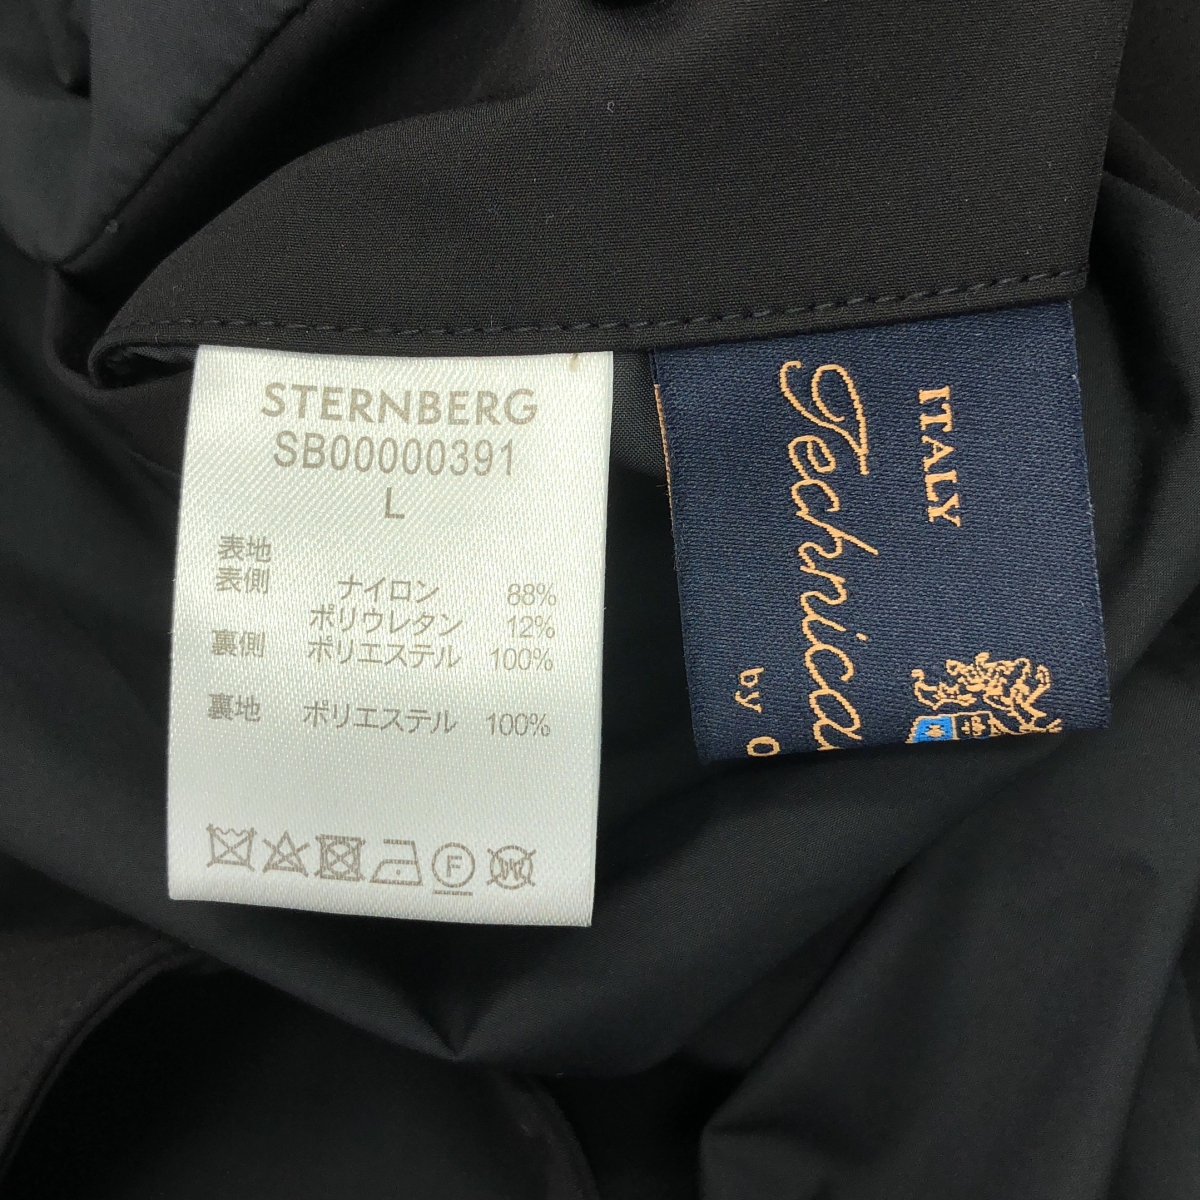 STERNBERG
SB00000391
L
表地
表側 ナイロン 88%
ポリウレタン 12%
裏側 ポリエステル 100%
裏地 ポリエステル 100%
F
W
ITALY
Technica
by